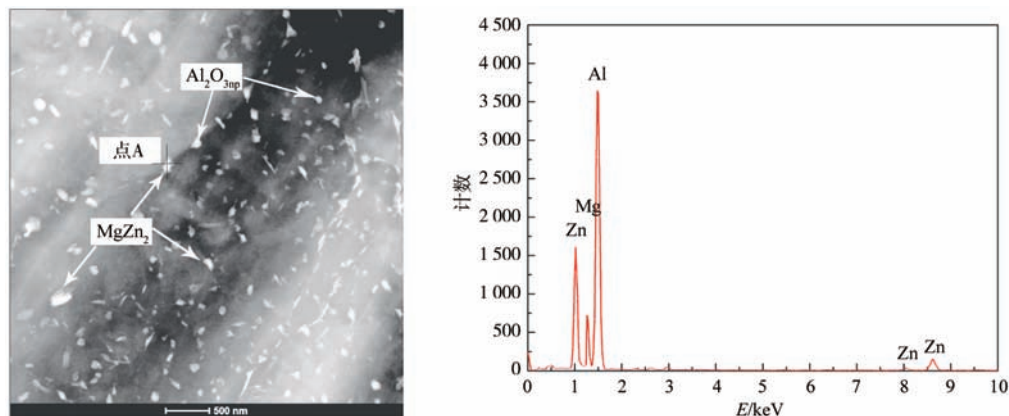 Al₂O₃np
点A
MgZn₂
500 nm
4 500
4 000
3 500
3 000
2 500
2 000
1 500
1 000
500
0
计数
Al
Mg
Zn
Zn Zn
0 1 2 3 4 5 6 7 8 9 10
E/keV